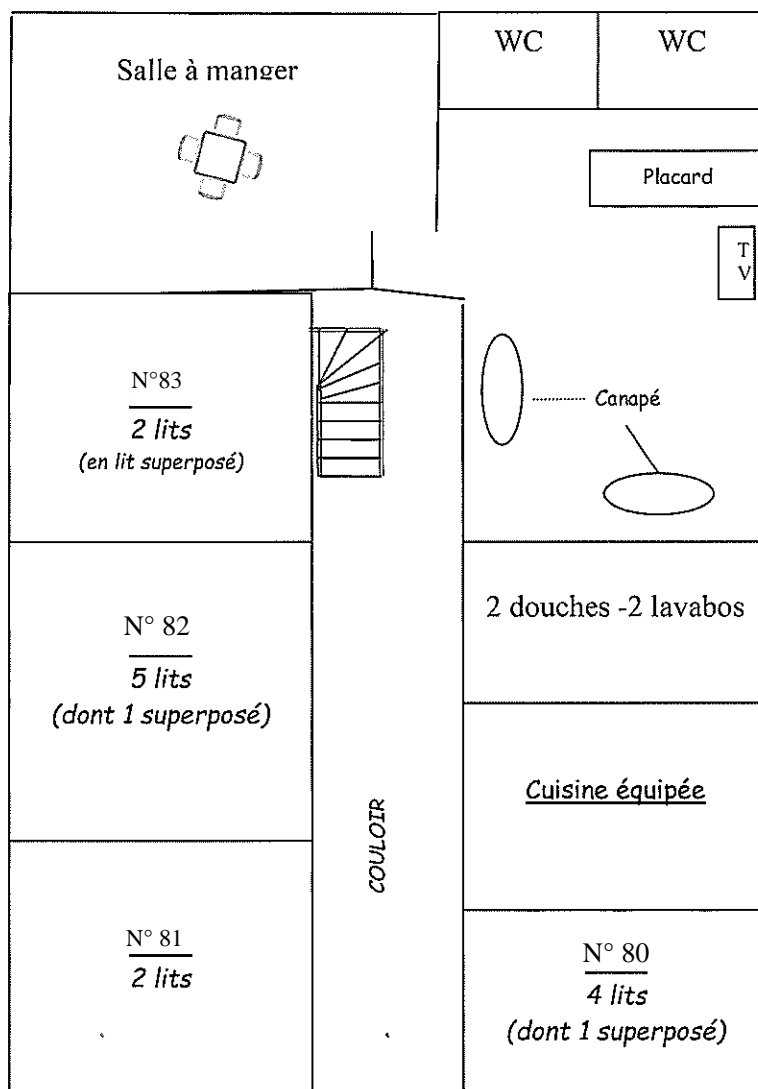 Salle à manger
WC
WC
Placard
T
V
N°83
2 lits
(en lit superposé)
Canapé
N° 82
5 lits
(dont 1 superposé)
2 douches -2 lavabos
Cuisine équipée
COULOIR
N° 81
2 lits
N° 80
4 lits
(dont 1 superposé)